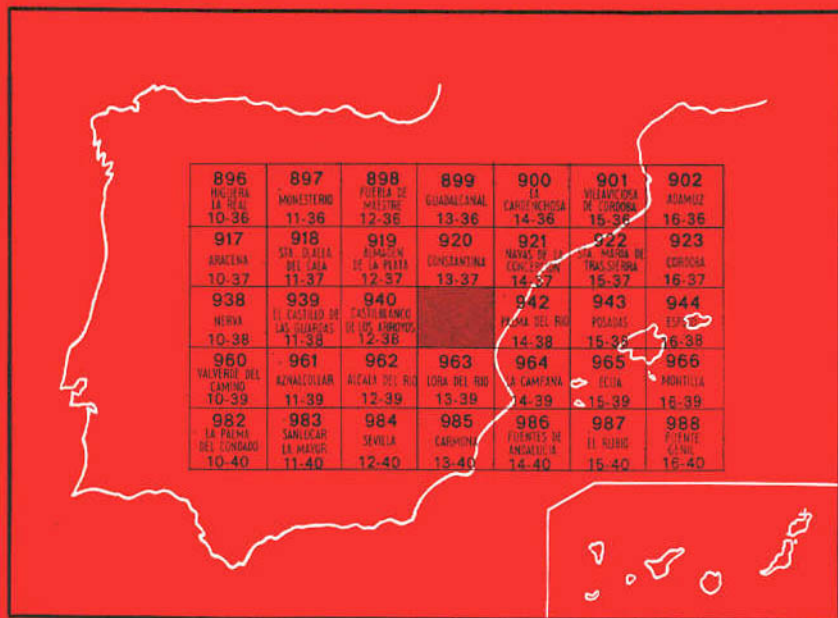 896 897 898 899 900 901 902
HIGUERA LA REAL MONESTERIO PUEBLA DE MAESTRE GUADALCANAL LA CARDENCHOSA VILLAVICIOSA DE CORDOBA ADAMUZ
10-36 11-36 12-36 13-36 14-36 15-36 16-36
917 918 919 920 921 922 923
ARACENA STA. OLALLA DEL CALA ALMADEN DE LA PLATA CONSTANTINA NAVAS DE LA CONCEPCION STA. MARIA DE TRASSIERRA CORDOBA
10-37 11-37 12-37 13-37 14-37 15-37 16-37
938 939 940 942 943 944
NERVA EL CASTILLO DE LAS GUARDAS CASTILBLANCO DE LOS ARROYOS PALMA DEL RIO POSADAS
10-38 11-38 12-38 14-38 15-38 16-38
960 961 962 963 964 965 966
VALVERDE DEL CAMINO AZNALCOLLAR ALCALA DEL RIO LORA DEL RIO LA CAMPANA ECIJA MONTILLA
10-39 11-39 12-39 13-39 14-39 15-39 16-39
982 983 984 985 986 987 988
LA PALMA DEL CONDADO SANLUCAR LA MAYOR SEVILLA CARMONA FUENTES DE ANDALUCIA EL RUBIO PUENTE GENIL
10-40 11-40 12-40 13-40 14-40 15-40 16-40